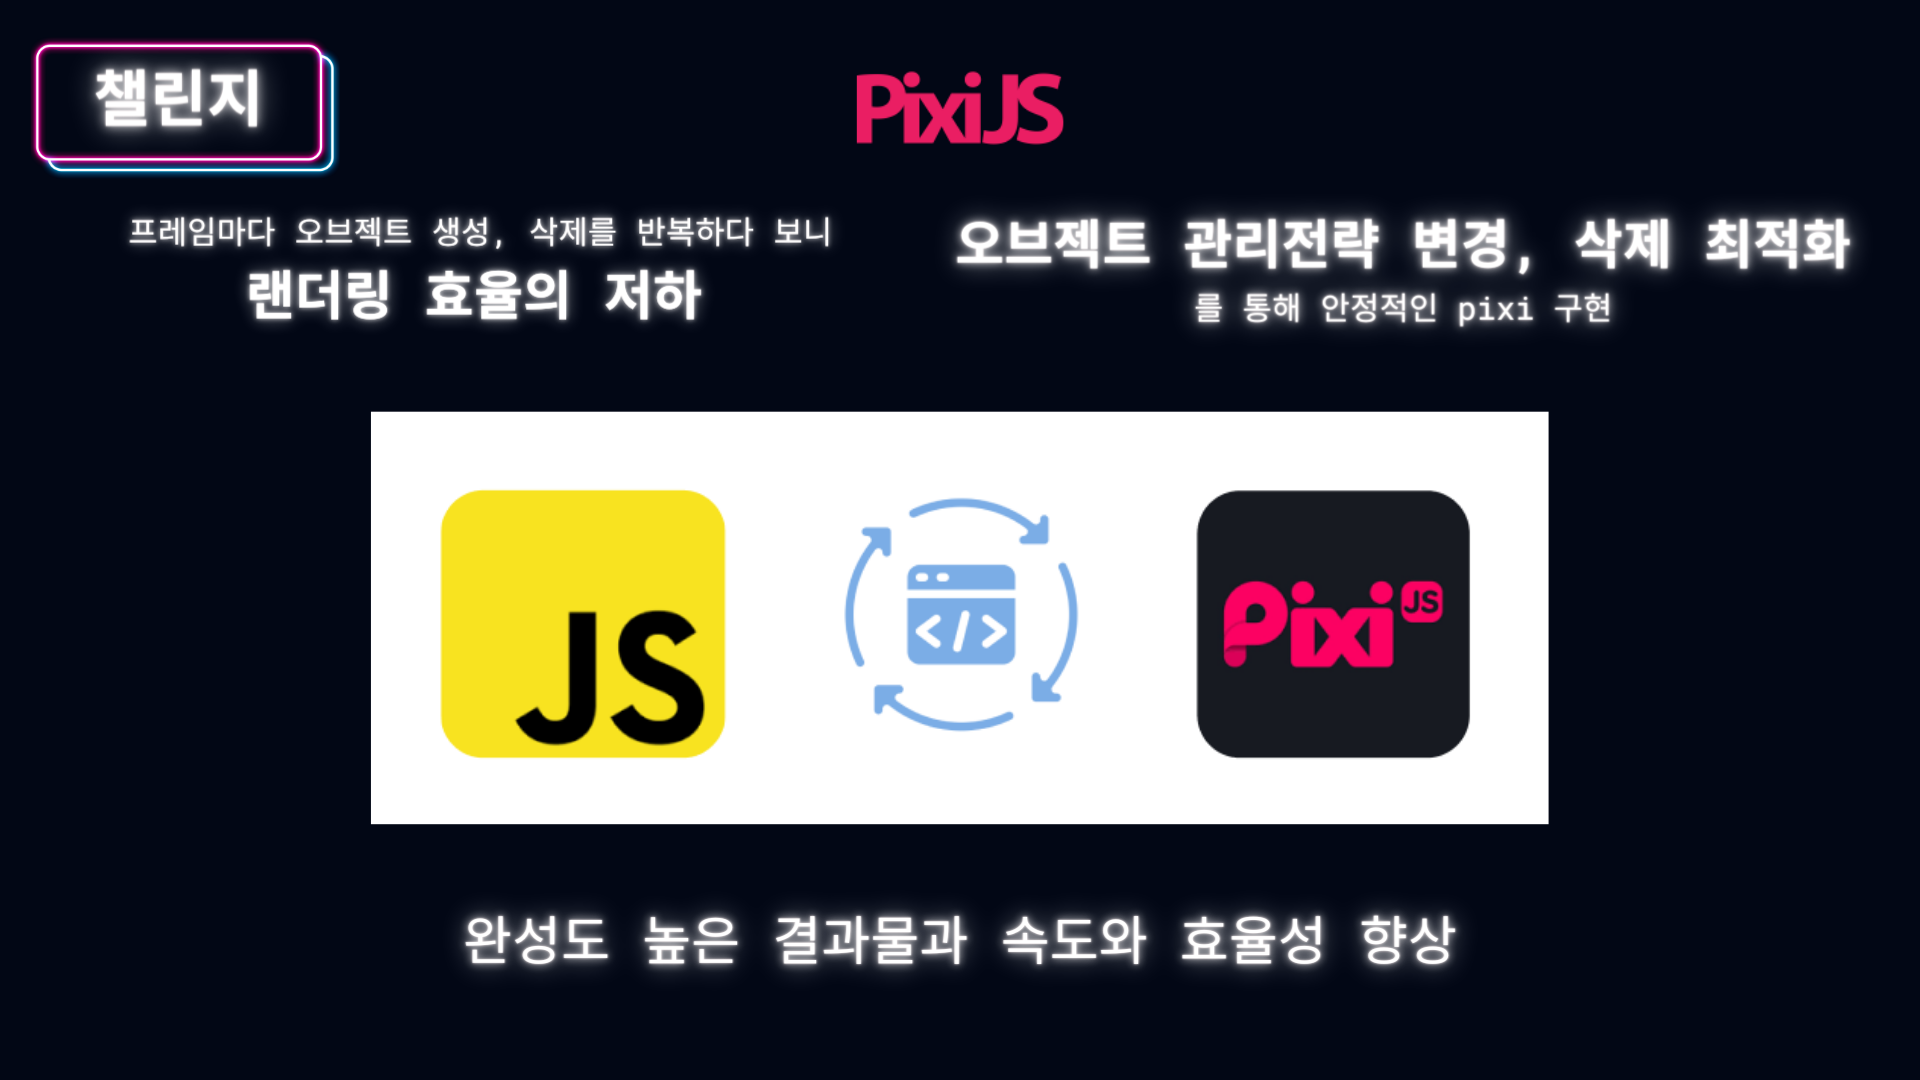 챌린지
PixiJS
프레임마다 오브젝트 생성, 삭제를 반복하다 보니
랜더링 효율의 저하
오브젝트 관리전략 변경, 삭제 최적화
를 통해 안정적인 pixi 구현
JS
</>
Pixi JS
완성도 높은 결과물과 속도와 효율성 향상